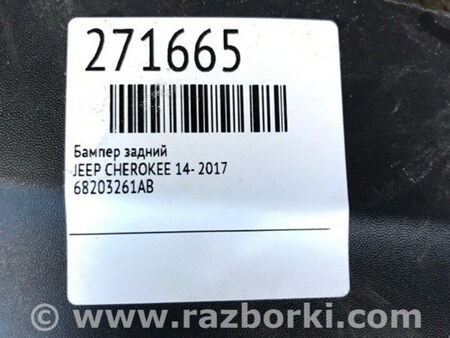 271665
Бампер задний
JEEP CHEROKEE 14- 2017
68203261AB
© www.razborki.com